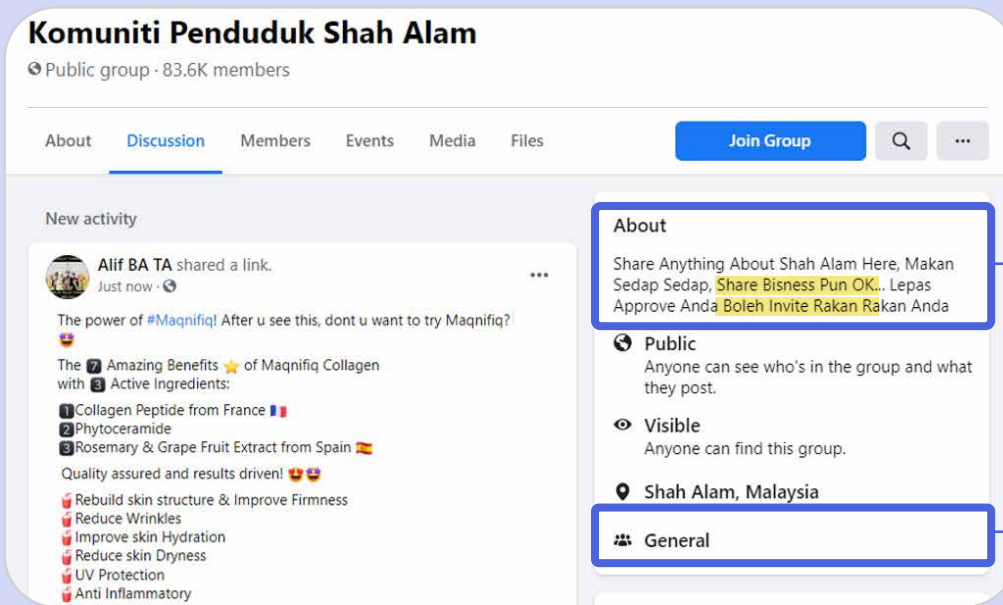 Komuniti Penduduk Shah Alam
Public group · 83.6K members
About Discussion Members Events Media Files Join Group ...
New activity
Alif BA TA shared a link.
Just now ·
The power of #Maqnifiq! After u see this, dont u want to try Maqnifiq?
🤩
The 7️⃣ Amazing Benefits ⭐ of Maqnifiq Collagen
with 3️⃣ Active Ingredients:
1️⃣Collagen Peptide from France 🇫🇷
2️⃣Phytoceramide
3️⃣Rosemary & Grape Fruit Extract from Spain 🇪🇸
Quality assured and results driven! 🤩🤩
Rebuild skin structure & Improve Firmness
Reduce Wrinkles
Improve skin Hydration
Reduce skin Dryness
UV Protection
Anti Inflammatory
About
Share Anything About Shah Alam Here, Makan
Sedap Sedap, Share Bisness Pun OK... Lepas
Approve Anda Boleh Invite Rakan Rakan Anda
Public
Anyone can see who's in the group and what
they post.
Visible
Anyone can find this group.
Shah Alam, Malaysia
General